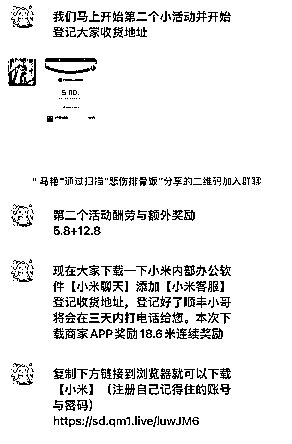 我们马上开始第二个小活动并开始
登记大家收货地址
"马艳"通过扫描"悲伤排骨饭"分享的二维码加入群聊
第二个活动酬劳与额外奖励
5.8+12.8
现在大家下载一下小米内部办公软
件【小米聊天】添加【小米客服】
登记收货地址,登记好了顺丰小哥
将会在三天内打电话给您。本次下
载商家APP奖励18.6米连续奖励
复制下方链接到浏览器就可以下载
【小米】(注册自己记得住的账号
与密码)
https://sd.qm1.live/luwJM6